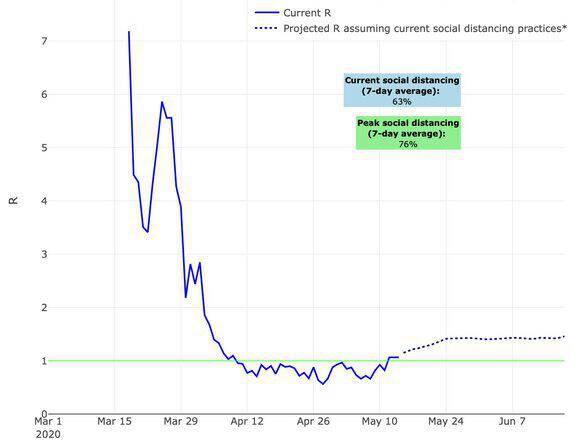 Current R
Projected R assuming current social distancing practices*
7
Current social distancing
(7-day average):
63%
6
Peak social distancing
(7-day average):
76%
5
4
R
3
2
1
0
Mar 1 Mar 15 Mar 29 Apr 12 Apr 26 May 10 May 24 Jun 7
2020